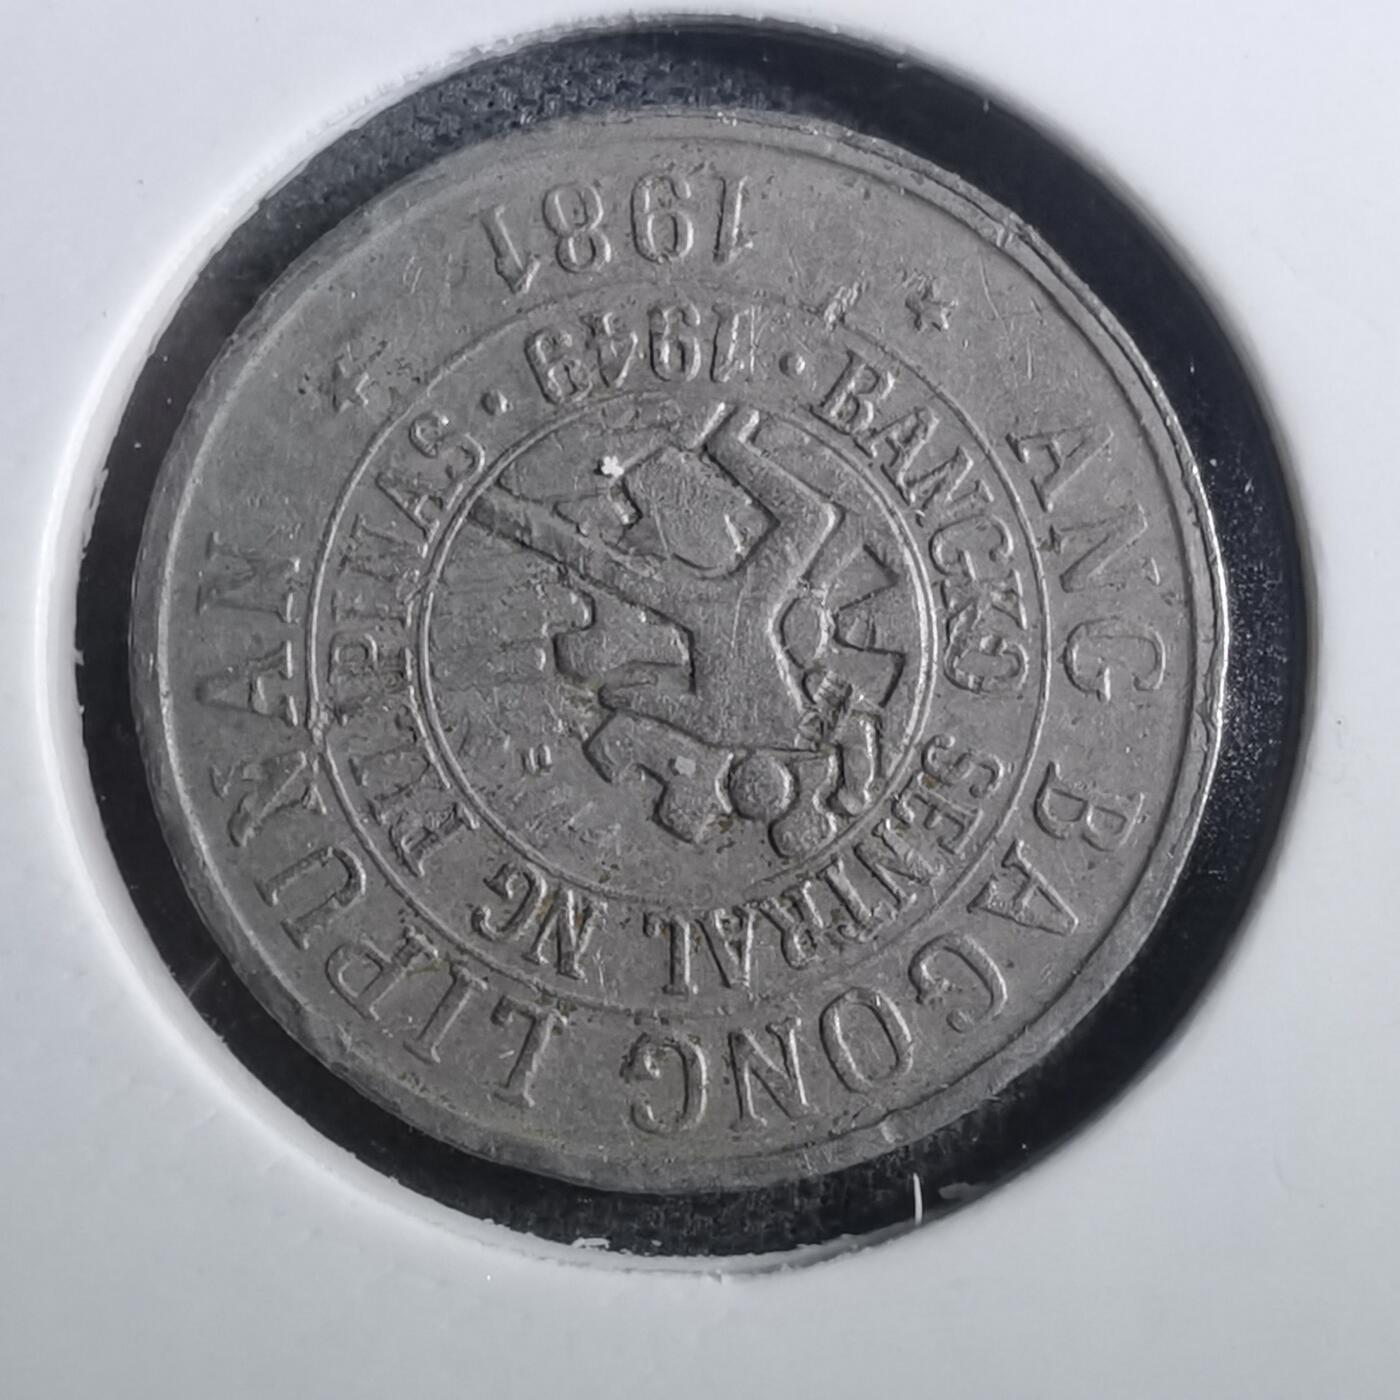 ANG BAGONG LIPUNAN
1981
BANGKO SENTRAL NG PILIPINAS · 1949 ·